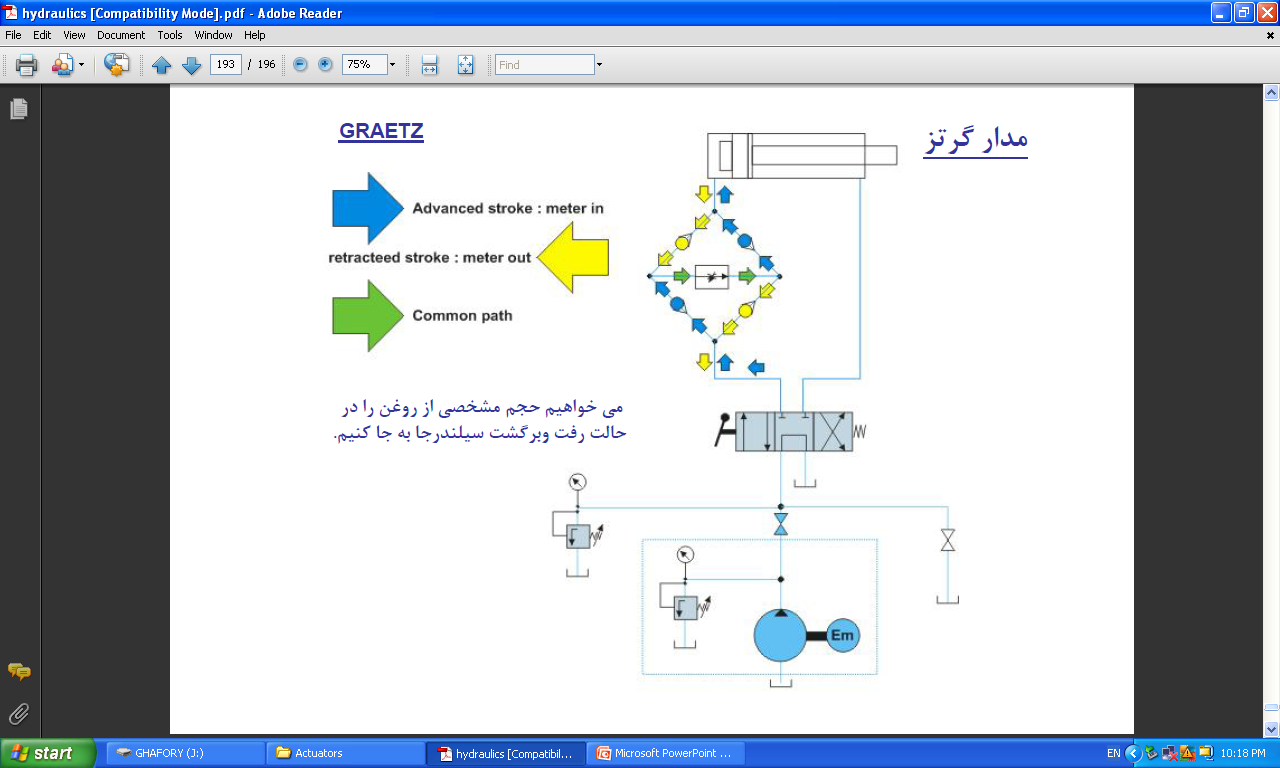 hydraulics [Compatibility Mode].pdf - Adobe Reader
File Edit View Document Tools Window Help
193 / 196 75% Find
GRAETZ
مدار گرتز
Advanced stroke : meter in
retracteed stroke : meter out
Common path
می خواهیم حجم مشخصی از روغن را در
حالت رفت وبرگشت سیلندرجا به جا کنیم.
Em
start GHAFORY (J:) Actuators hydraulics [Compatibil... Microsoft PowerPoint ... EN 10:18 PM